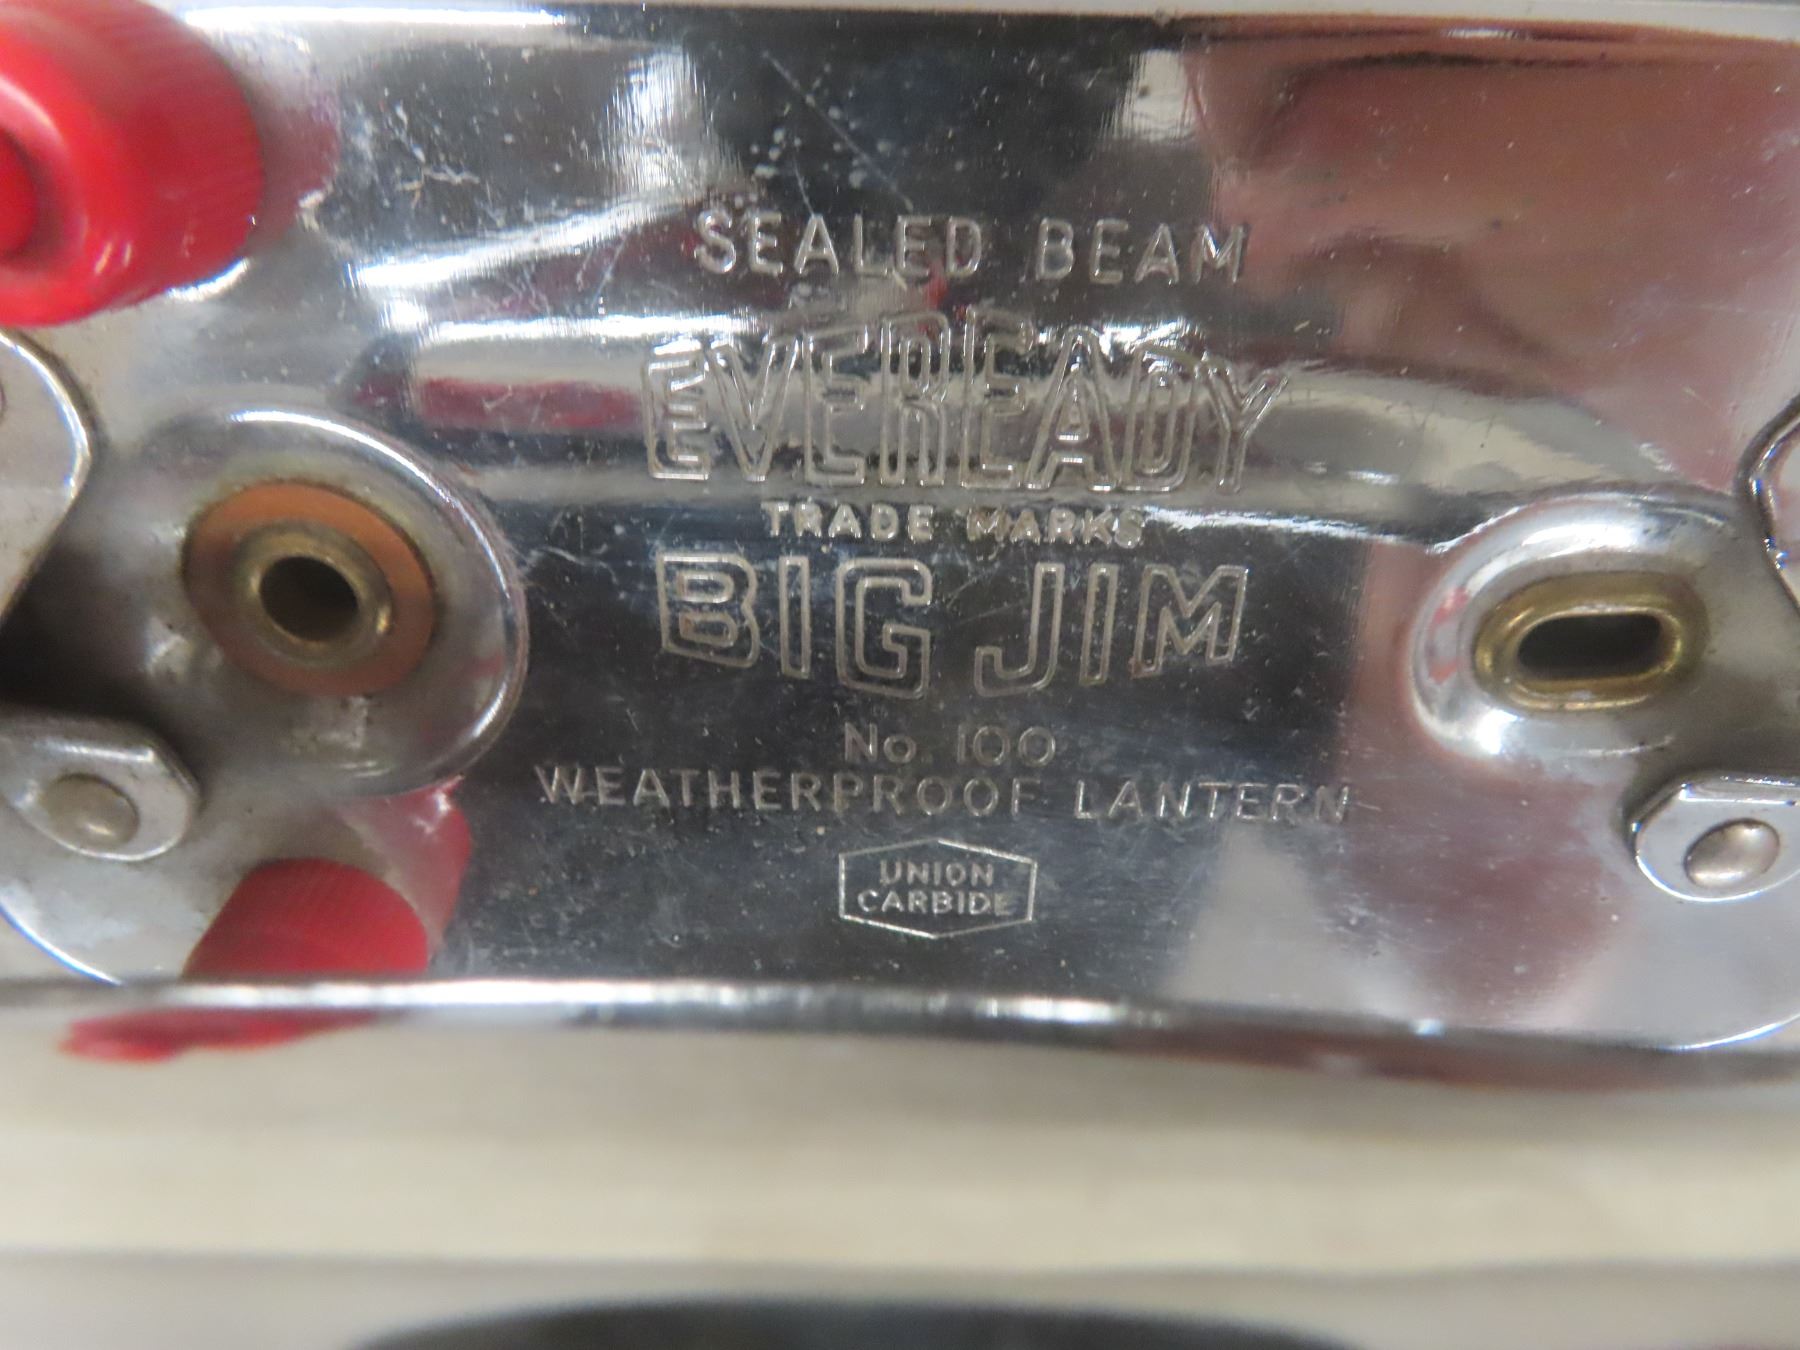 SEALED BEAM
EVEREADY
TRADE MARKS
BIG JIM
No. 100
WEATHERPROOF LANTERN
UNION
CARBIDE